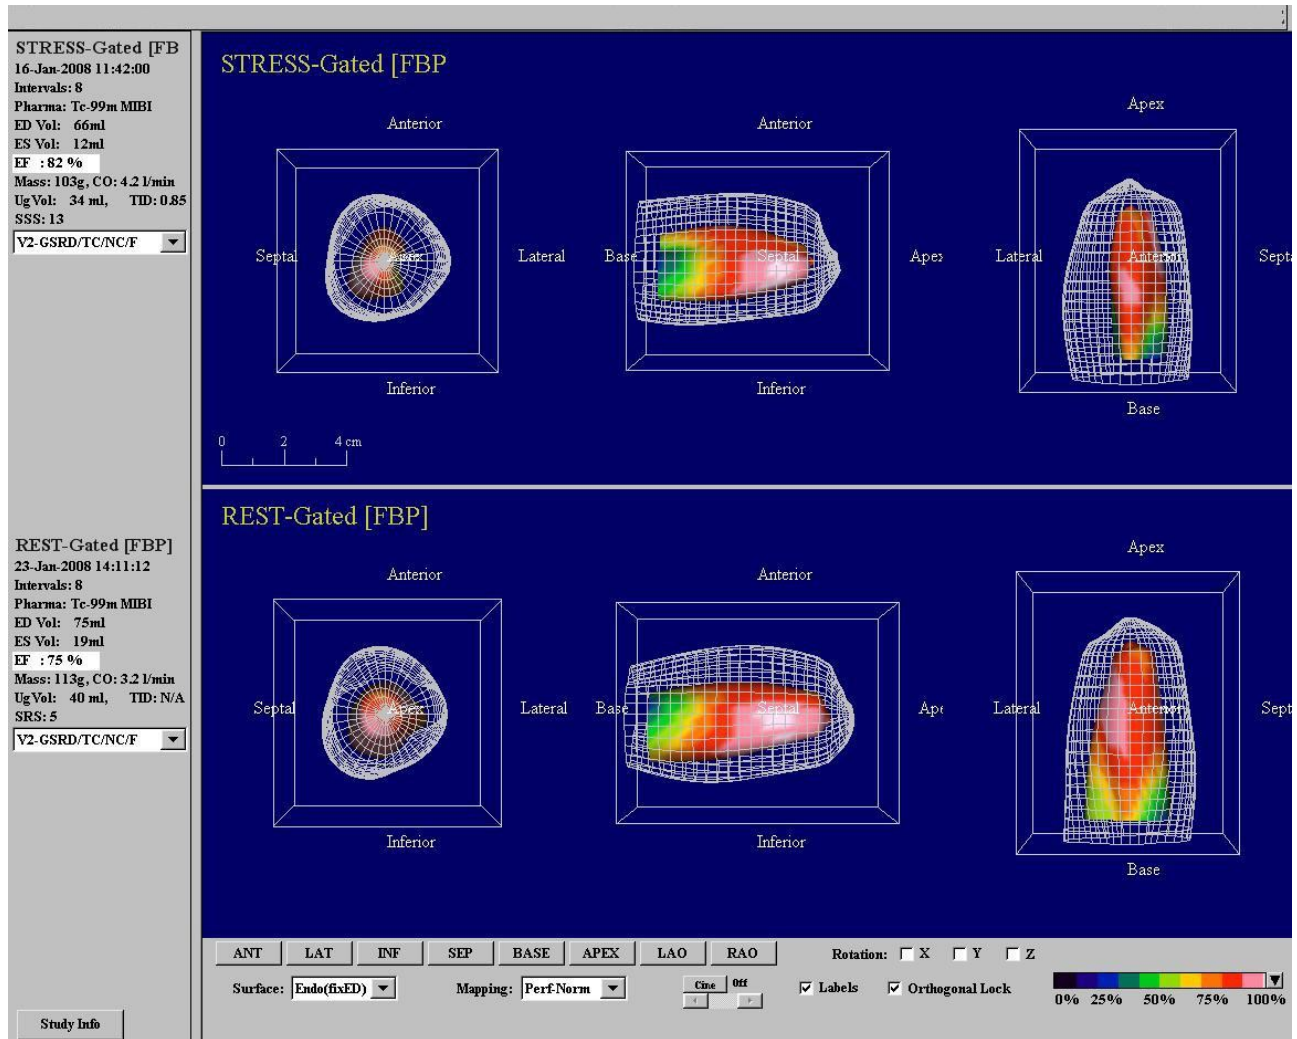 STRESS-Gated [FB
16-Jan-2008 11:42:00
Intervals: 8
Pharma: Tc-99m MIBI
ED Vol: 66ml
ES Vol: 12ml
EF : 82 %
Mass: 103g, CO: 4.2 l/min
UgVol: 34 ml, TID: 0.85
SSS: 13
V2-GSRD/TC/NC/F
STRESS-Gated [FBP
Anterior
Septal
Apex
Lateral
Inferior
Anterior
Base
Septal
Apex
Inferior
Apex
Lateral
Anterior
Septa
Base
0 2 4 cm
REST-Gated [FBP]
23-Jan-2008 14:11:12
Intervals: 8
Pharma: Tc-99m MIBI
ED Vol: 75ml
ES Vol: 19ml
EF : 75 %
Mass: 113g, CO: 3.2 l/min
UgVol: 40 ml, TID: N/A
SRS: 5
V2-GSRD/TC/NC/F
REST-Gated [FBP]
Anterior
Septal
Apex
Lateral
Inferior
Anterior
Base
Septal
Ape
Inferior
Apex
Lateral
Anterior
Sept
Base
ANT LAT INF SEP BASE APEX LAO RAO Rotation: X Y Z
Surface: Endo(fixED) Mapping: Perf-Norm Cine Off Labels Orthogonal Lock
0% 25% 50% 75% 100%
Study Info